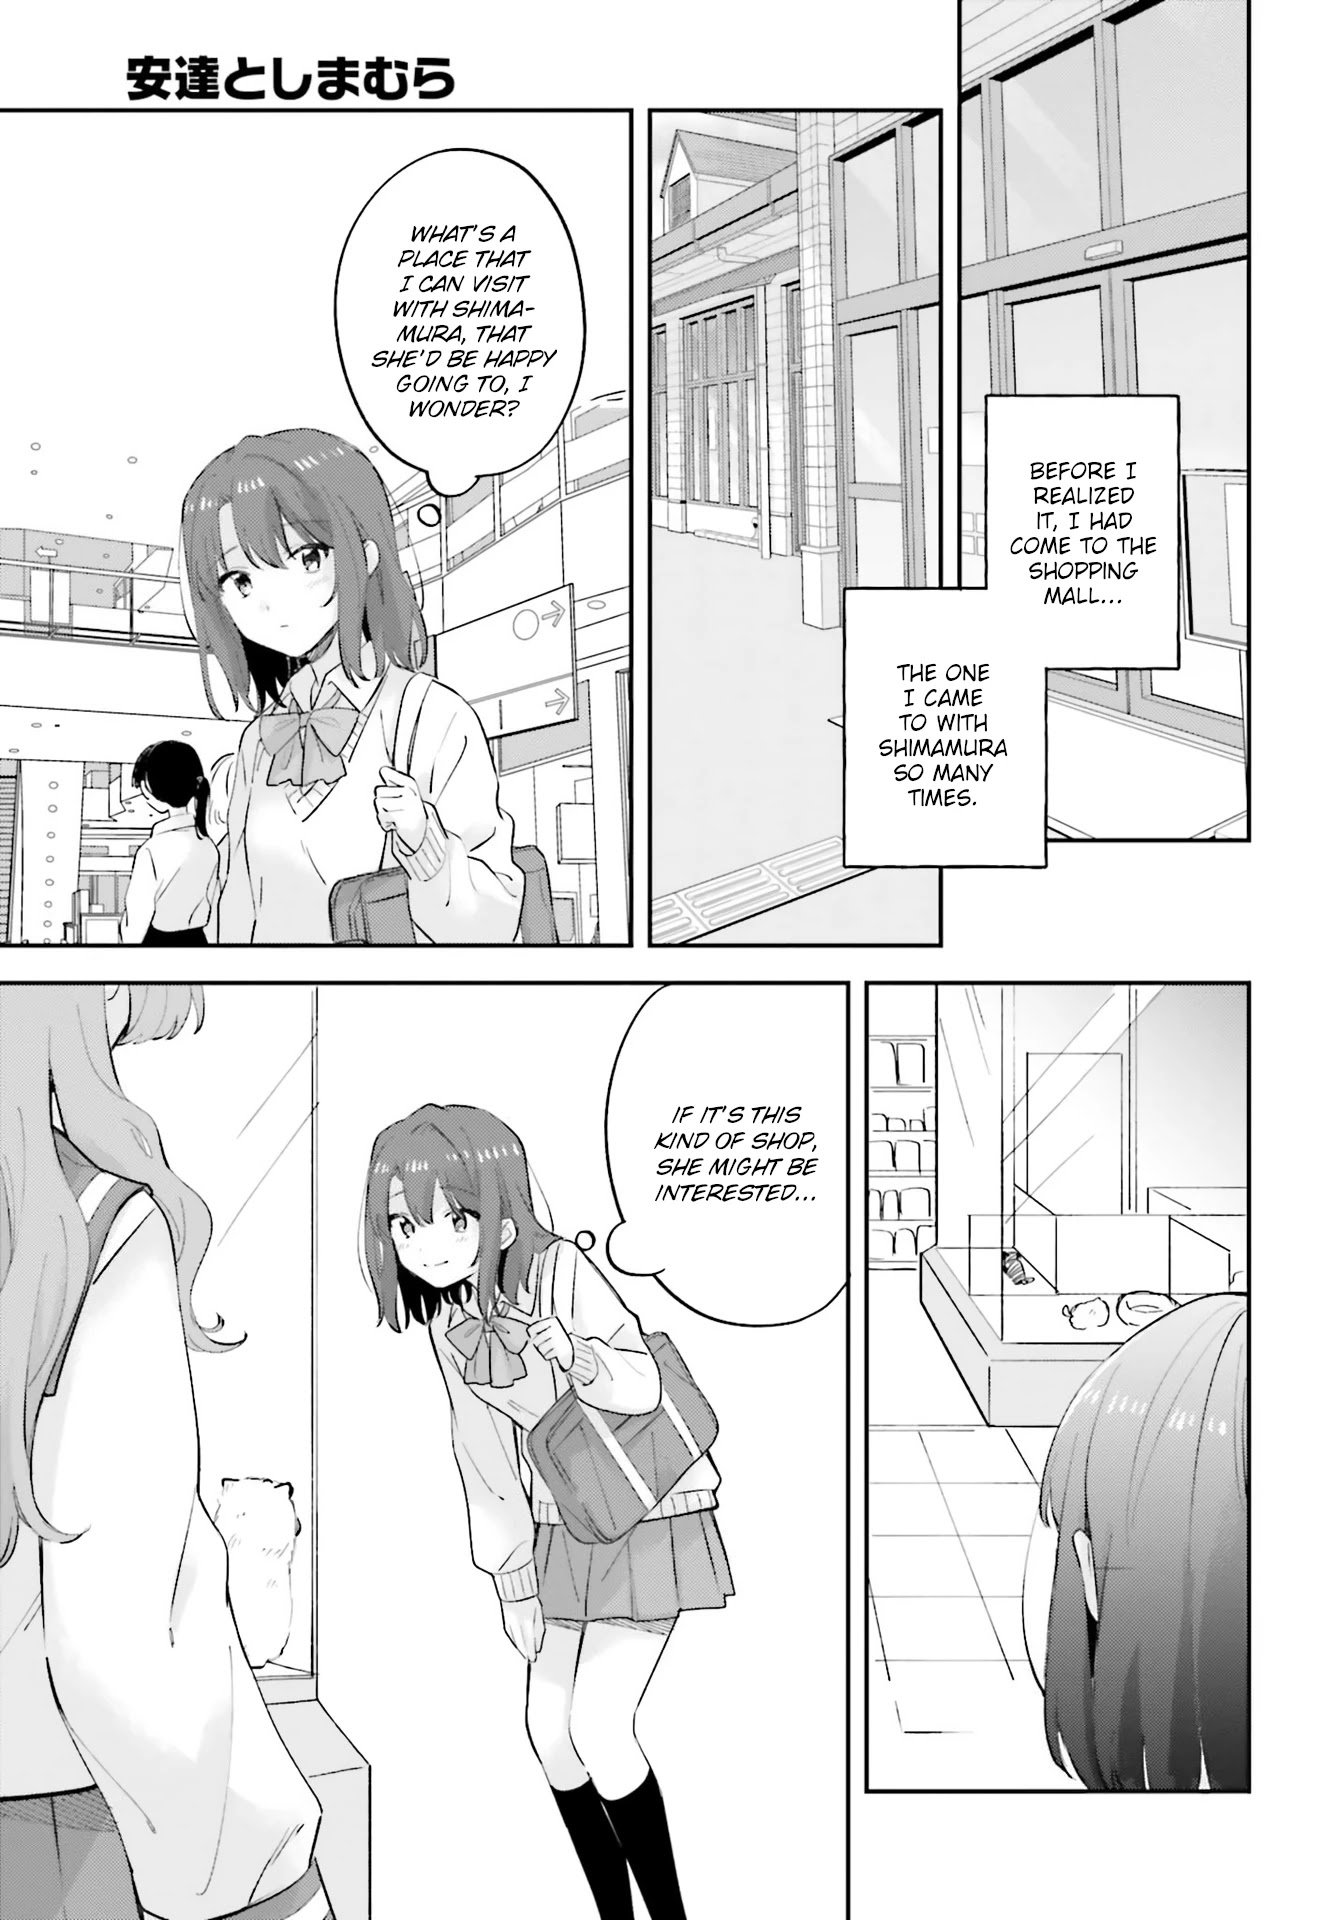 安達としまむら
BEFORE I
REALIZED
IT, I HAD
COME TO THE
SHOPPING
MALL...
THE ONE
I CAME
TO WITH
SHIMAMURA
SO MANY
TIMES.
WHAT'S A
PLACE THAT
I CAN VISIT
WITH SHIMA-
MURA, THAT
SHE'D BE HAPPY
GOING TO, I
WONDER?
IF IT'S THIS
KIND OF SHOP,
SHE MIGHT BE
INTERESTED...